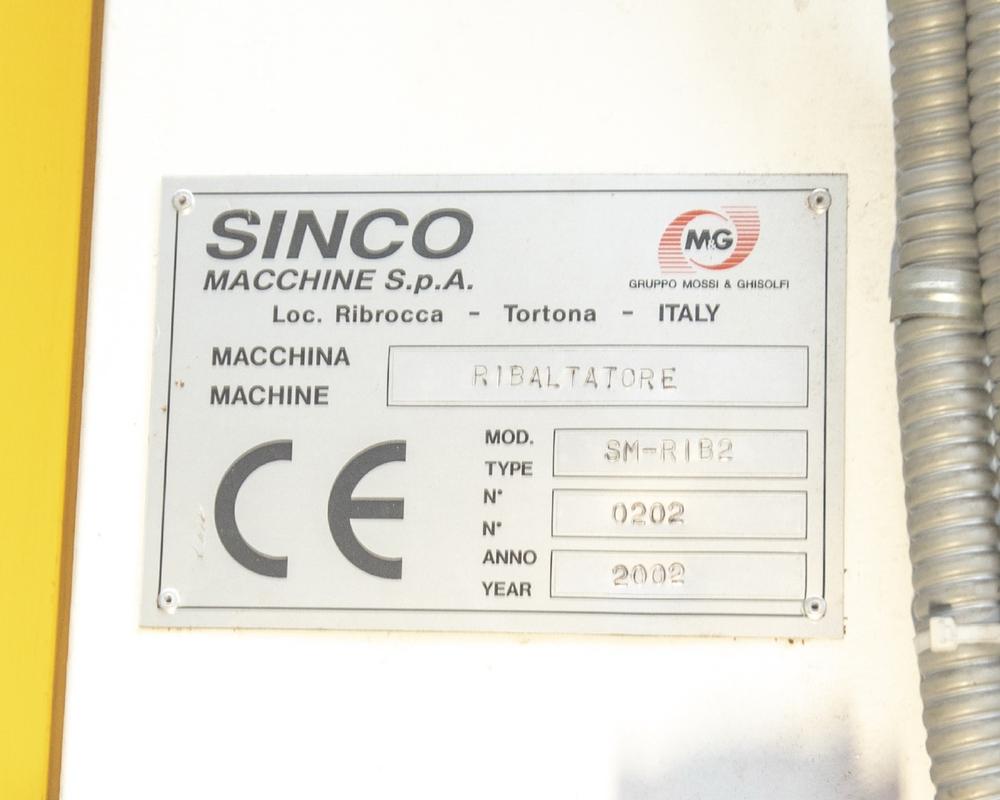 SINCO
MACCHINE S.p.A.
M&G
GRUPPO MOSSI & GHISOLFI
Loc. Ribrocca - Tortona - ITALY
MACCHINA
MACHINE
RIBALTATORE
CE
MOD.
TYPE
SM-RIB2
N°
N°
0202
ANNO
YEAR
2002